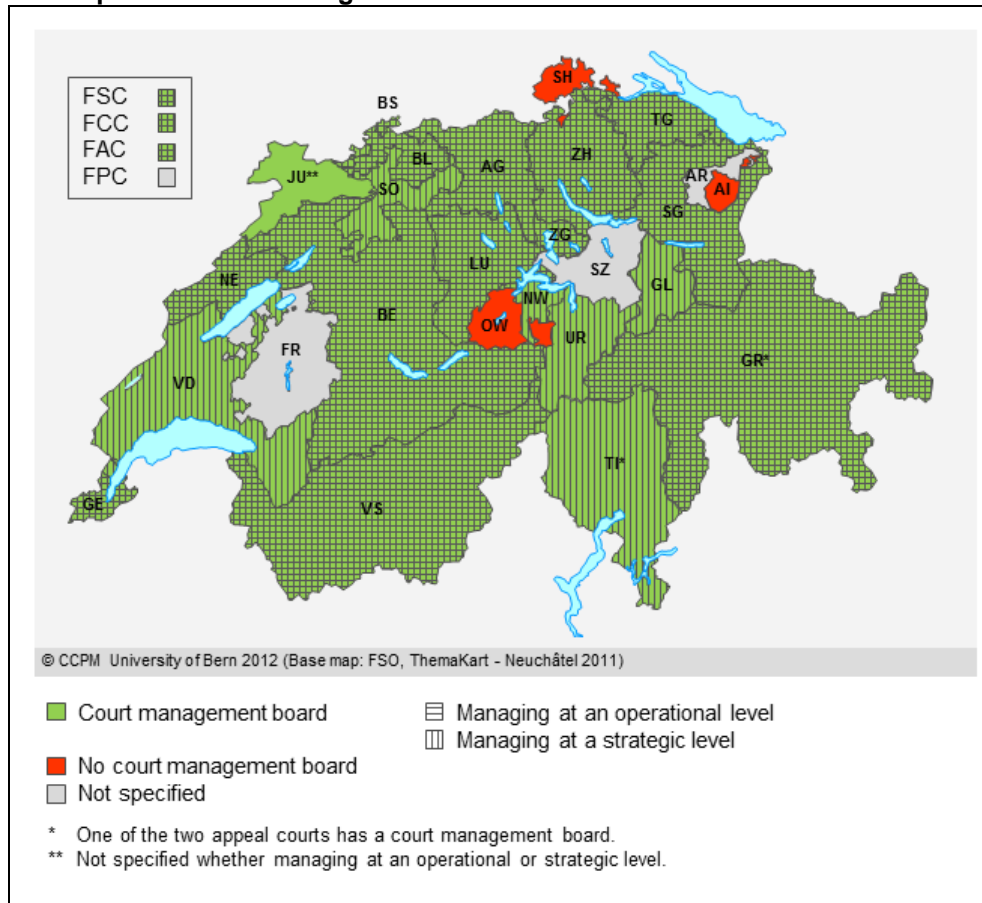 FSC
FCC
FAC
FPC
SH
BS
TG
BL
AG
ZH
JU**
SO
AR
AI
SG
ZG
LU
SZ
NE
GL
NW
BE
OW
UR
FR
GR*
VD
TI*
GE
VS
© CCPM University of Bern 2012 (Base map: FSO, ThemaKart - Neuchâtel 2011)
Court management board
Managing at an operational level
Managing at a strategic level
No court management board
Not specified
* One of the two appeal courts has a court management board.
** Not specified whether managing at an operational or strategic level.